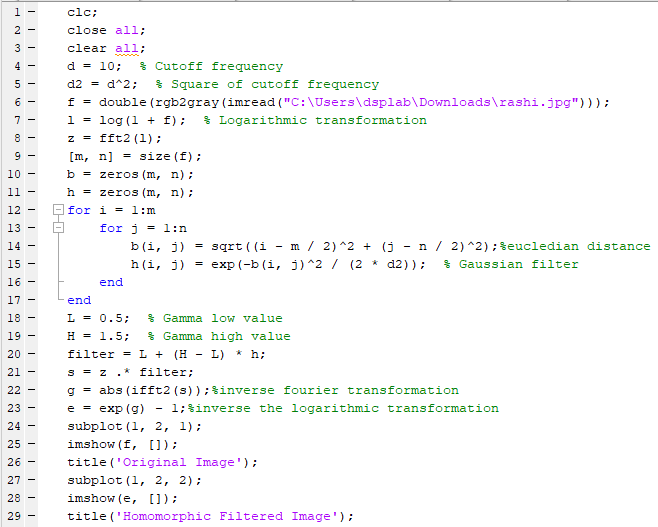 1 - clc;
2 - close all;
3 - clear all;
4 - d = 10;  % Cutoff frequency
5 - d2 = d^2;  % Square of cutoff frequency
6 - f = double(rgb2gray(imread("C:\Users\dsplab\Downloads\rashi.jpg")));
7 - l = log(1 + f);  % Logarithmic transformation
8 - z = fft2(l);
9 - [m, n] = size(f);
10 - b = zeros(m, n);
11 - h = zeros(m, n);
12 - for i = 1:m
13 - for j = 1:n
14 - b(i, j) = sqrt((i - m / 2)^2 + (j - n / 2)^2);%eucledian distance
15 - h(i, j) = exp(-b(i, j)^2 / (2 * d2));  % Gaussian filter
16 - end
17 - end
18 - L = 0.5;  % Gamma low value
19 - H = 1.5;  % Gamma high value
20 - filter = L + (H - L) * h;
21 - s = z .* filter;
22 - g = abs(ifft2(s));%inverse fourier transformation
23 - e = exp(g) - 1;%inverse the logarithmic transformation
24 - subplot(1, 2, 1);
25 - imshow(f, []);
26 - title('Original Image');
27 - subplot(1, 2, 2);
28 - imshow(e, []);
29 - title('Homomorphic Filtered Image');